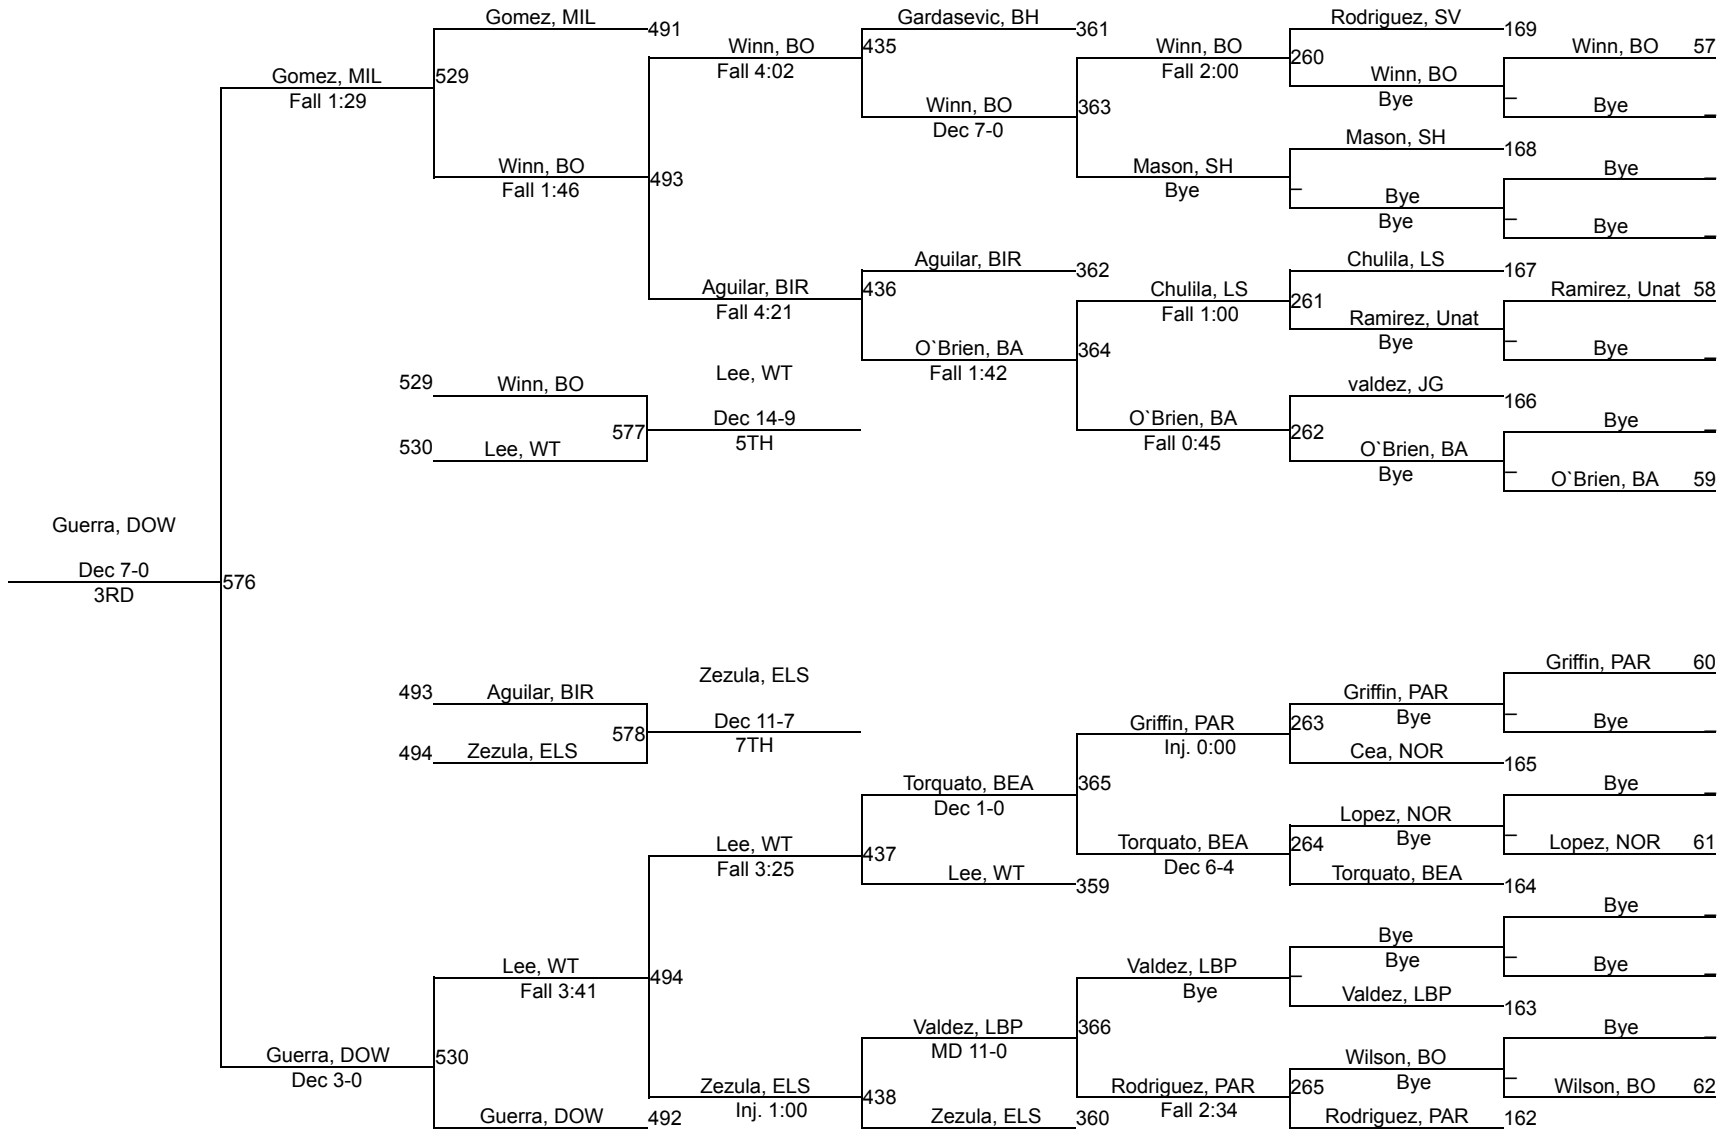 Gomez, MIL
491
Gardasevic, BH
361
Rodriguez, SV
169
Winn, BO
Fall 4:02
435
Winn, BO
Fall 2:00
260
Winn, BO 57
Gomez, MIL
Fall 1:29
529
Winn, BO
Bye
Bye
Winn, BO
Dec 7-0
363
Mason, SH
168
Winn, BO
Fall 1:46
493
Mason, SH
Bye
Bye
Bye
Bye
Bye
Aguilar, BIR
362
Chulila, LS
167
Aguilar, BIR
Fall 4:21
436
Chulila, LS
Fall 1:00
261
Ramirez, Unat 58
Ramirez, Unat
Bye
Bye
O`Brien, BA
Fall 1:42
364
529 Winn, BO
Lee, WT
valdez, JG
166
577
Dec 14-9
5TH
O`Brien, BA
Fall 0:45
262
Bye
530 Lee, WT
O`Brien, BA
Bye
O`Brien, BA 59
Guerra, DOW
Dec 7-0
3RD
576
Griffin, PAR 60
493 Aguilar, BIR
Zezula, ELS
Griffin, PAR
Bye
578
Dec 11-7
7TH
Griffin, PAR
Inj. 0:00
263
Bye
494 Zezula, ELS
Cea, NOR
165
Torquato, BEA
Dec 1-0
365
Bye
Lopez, NOR
Bye
Lee, WT
Fall 3:25
437
Torquato, BEA
Dec 6-4
264
Lopez, NOR 61
Lee, WT
359
Torquato, BEA
164
Bye
Bye
Bye
Lee, WT
Fall 3:41
494
Valdez, LBP
Bye
Bye
Valdez, LBP
163
Valdez, LBP
MD 11-0
366
Bye
Guerra, DOW
Dec 3-0
530
Wilson, BO
Bye
Zezula, ELS
Inj. 1:00
438
Rodriguez, PAR
Fall 2:34
265
Wilson, BO 62
Guerra, DOW
492
Zezula, ELS
360
Rodriguez, PAR
162